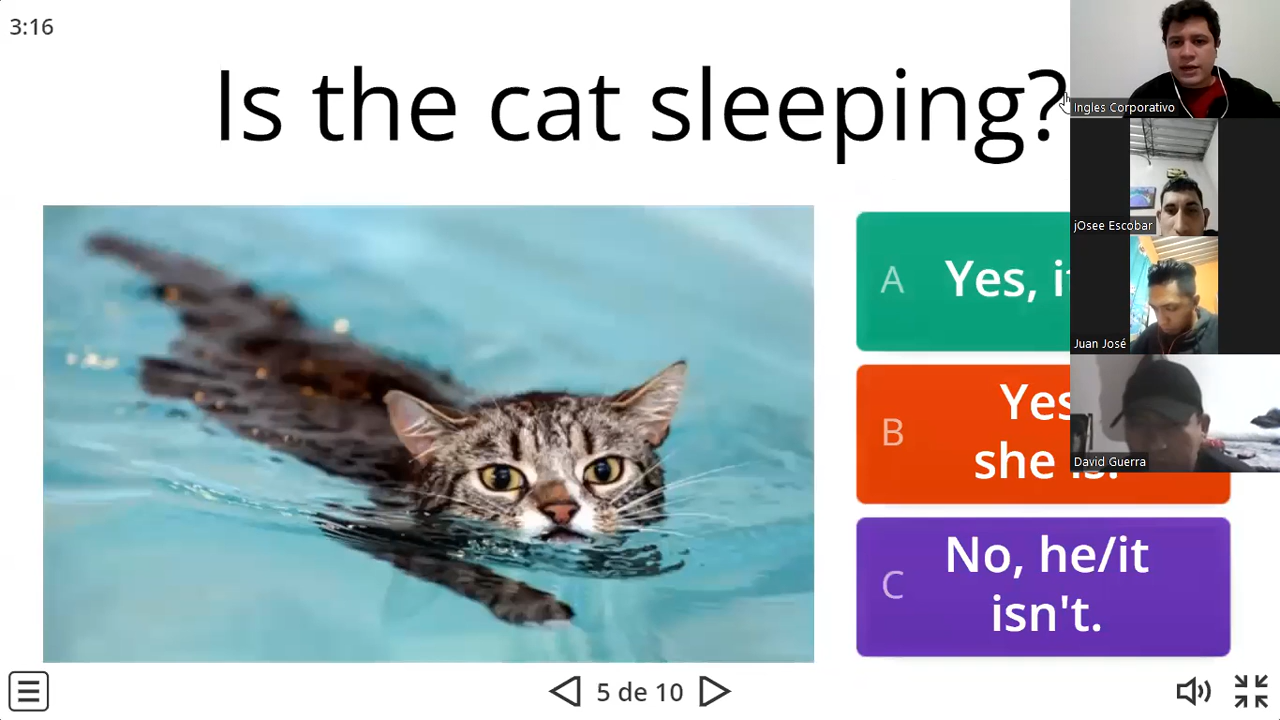 3:16
Is the cat sleeping?
Ingles Corporativo
jOsee Escobar
Juan José
David Guerra
A
Yes,
B
she
C
No, he/it
isn't.
5 de 10